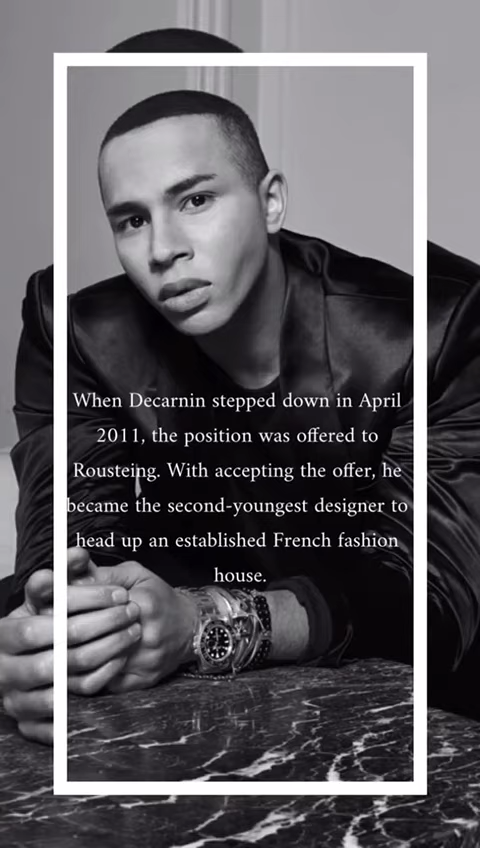 When Decarnin stepped down in April
2011, the position was offered to
Rousteing. With accepting the offer, he
became the second-youngest designer to
head up an established French fashion
house.